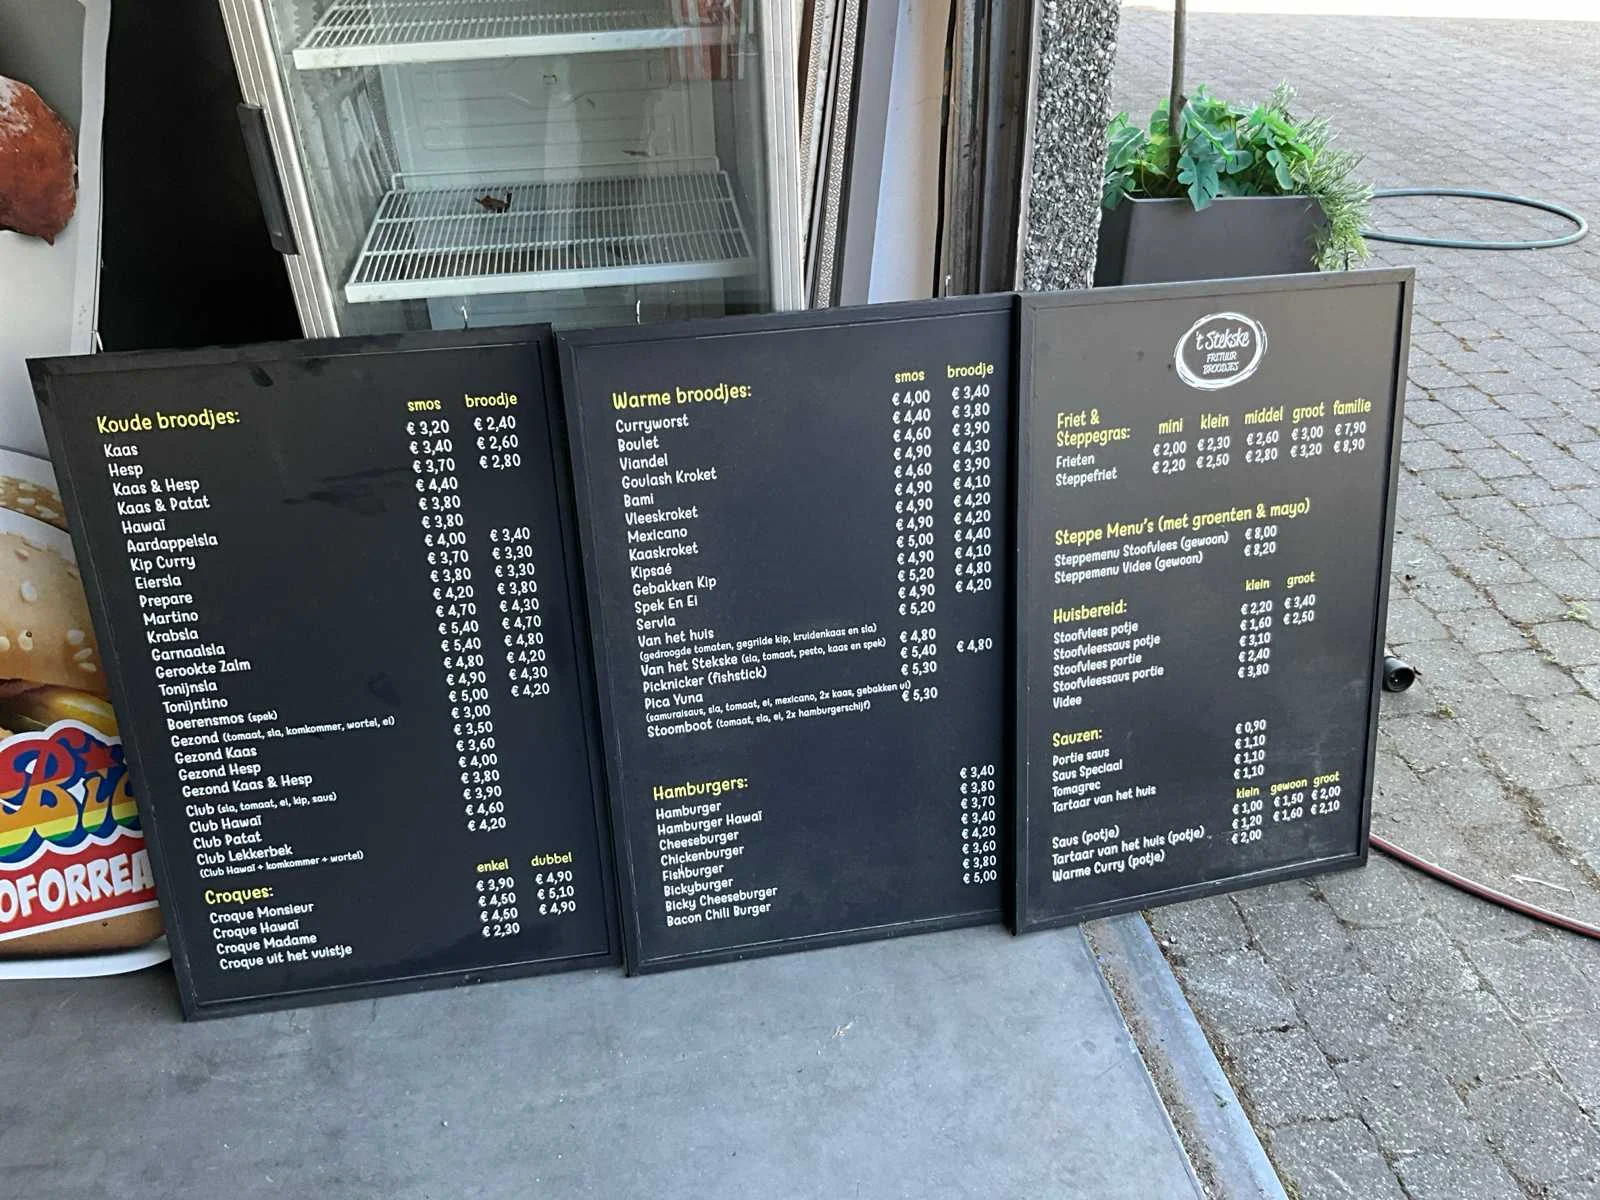 Koude broodjes: smos broodje
Kaas € 3,20 € 2,40
Hesp € 3,40 € 2,60
Kaas & Hesp € 3,70 € 2,80
Kaas & Patat € 4,40
Hawaï € 3,80
Aardappelsla € 3,80
Kip Curry € 4,00 € 3,40
Eiersla € 3,70 € 3,30
Prepare € 3,80 € 3,30
Martino € 4,20 € 3,80
Krabsla € 4,70 € 4,30
Garnaalsla € 5,40 € 4,70
Gerookte Zalm € 5,40 € 4,80
Tonijnsla € 4,80 € 4,20
Tonijntino € 4,90 € 4,30
Boerensmos (spek) € 5,00 € 4,20
Gezond (tomaat, sla, komkommer, wortel, ei) € 3,00
Gezond Kaas € 3,50
Gezond Hesp € 3,60
Gezond Kaas & Hesp € 4,00
Club (sla, tomaat, ei, kip, saus) € 3,80
Club Hawaï € 3,90
Club Patat € 4,60
Club Lekkerbek € 4,20
(Club Hawaï + komkommer + wortel)
Croques: enkel dubbel
Croque Monsieur € 3,90 € 4,90
Croque Hawaï € 4,50 € 5,10
Croque Madame € 4,50 € 4,90
Croque uit het vuistje € 2,30
Warme broodjes: smos broodje
Curryworst € 4,00 € 3,40
Boulet € 4,40 € 3,80
Viandel € 4,60 € 3,90
Goulash Kroket € 4,90 € 4,30
Bami € 4,60 € 3,90
Vleeskroket € 4,90 € 4,10
Mexicano € 4,90 € 4,20
Kaaskroket € 4,90 € 4,20
Kipsaé € 5,00 € 4,40
Gebakken Kip € 4,90 € 4,10
Spek En Ei € 5,20 € 4,80
Servla € 4,90 € 4,20
Van het huis € 5,20
(gedroogde tomaten, gegrilde kip, kruidenkaas en sla)
Van het Stekske (sla, tomaat, pesto, kaas en spek) € 4,80
Picknicker (fishstick) € 5,40 € 4,80
Pica Yuna € 5,30
(samuraisaus, sla, tomaat, ei, mexicano, 2x kaas, gebakken ui)
Stoomboot (tomaat, sla, ei, 2x hamburgerschijf) € 5,30
Hamburgers:
Hamburger € 3,40
Hamburger Hawaï € 3,80
Cheeseburger € 3,70
Chickenburger € 3,40
Fishburger € 4,20
Bickyburger € 3,60
Bicky Cheeseburger € 3,80
Bacon Chili Burger € 5,00
't Stekske
FRITUUR
BROODJES
Friet &
Steppegras: mini klein middel groot familie
Frieten € 2,00 € 2,30 € 2,60 € 3,00 € 7,90
Steppefriet € 2,20 € 2,50 € 2,80 € 3,20 € 8,90
Steppe Menu's (met groenten & mayo)
Steppemenu Stoofvlees (gewoon) € 8,00
Steppemenu Videe (gewoon) € 8,20
Huisbereid: klein groot
Stoofvlees potje € 2,20 € 3,40
Stoofvleessaus potje € 1,60 € 2,50
Stoofvlees portie € 3,10
Stoofvleessaus portie € 2,40
Videe € 3,80
Sauzen:
Portie saus € 0,90
Saus Speciaal € 1,10
Tomagrec € 1,10
Tartaar van het huis € 1,10
klein gewoon groot
Saus (potje) € 1,00 € 1,50 € 2,00
Tartaar van het huis (potje) € 1,20 € 1,60 € 2,10
Warme Curry (potje) € 2,00
OFORREA